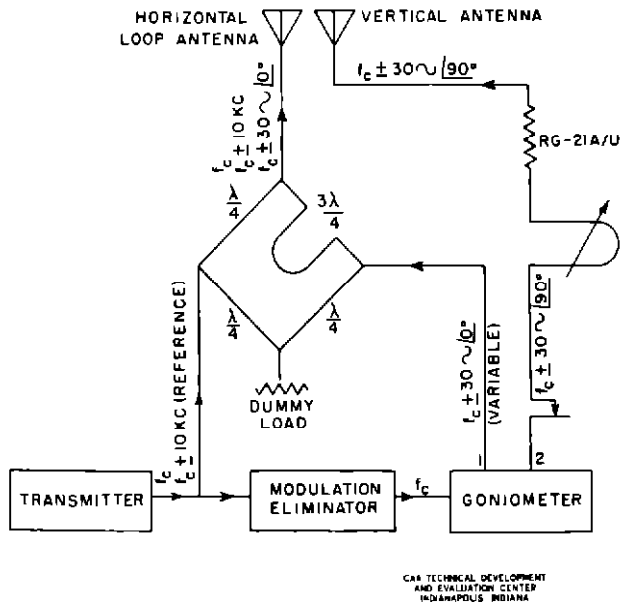 HORIZONTAL
LOOP ANTENNA
VERTICAL ANTENNA
fc ± 30 ∼ /90°
RG-21A/U
fc ± 10 KC
fc ± 30 ∼ /0°
λ/4
3λ/4
λ/4
λ/4
DUMMY
LOAD
fc
fc ± 10 KC (REFERENCE)
fc ± 30 ∼ /0°
(VARIABLE)
fc ± 30 ∼ /90°
1
2
TRANSMITTER
MODULATION
ELIMINATOR
fc
GONIOMETER
CAA TECHNICAL DEVELOPMENT
AND EVALUATION CENTER
INDIANAPOLIS INDIANA